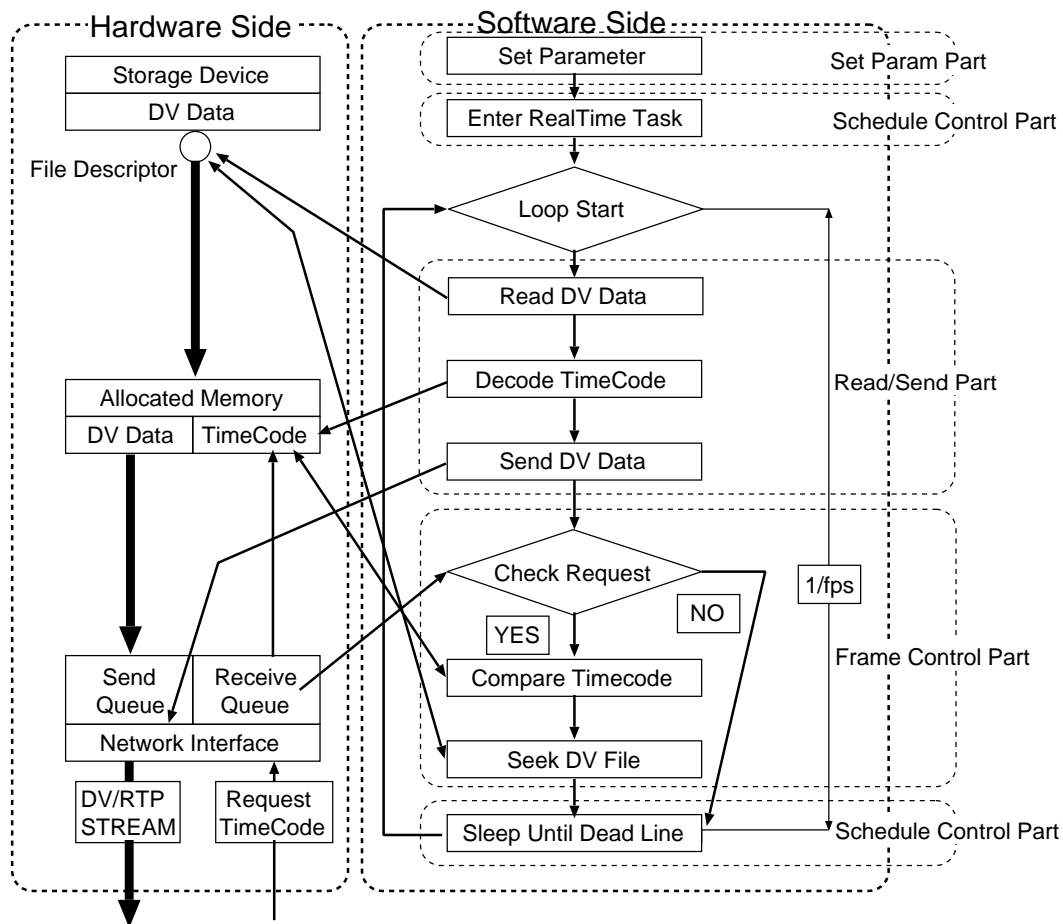 Hardware Side
Storage Device
DV Data
File Descriptor
Allocated Memory
DV Data
TimeCode
Send
Queue
Receive
Queue
Network Interface
DV/RTP
STREAM
Request
TimeCode
Software Side
Set Parameter
Set Param Part
Enter RealTime Task
Schedule Control Part
Loop Start
Read DV Data
Decode TimeCode
Read/Send Part
Send DV Data
Check Request
1/fps
NO
YES
Frame Control Part
Compare Timecode
Seek DV File
Sleep Until Dead Line
Schedule Control Part